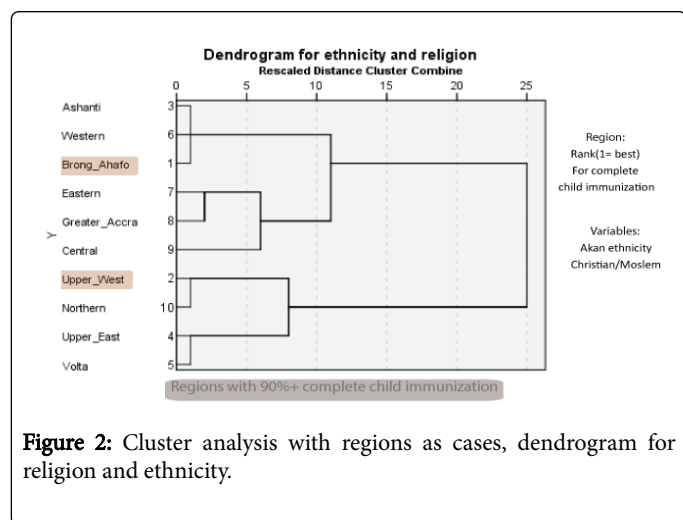 Dendrogram for ethnicity and religion
Rescaled Distance Cluster Combine
0 5 10 15 20 25
Ashanti 3
Western 6
Brong_Ahafo 1
Eastern 7
Greater_Accra 8
Y
Central 9
Upper_West 2
Northern 10
Upper_East 4
Volta 5
Region:
Rank(1= best)
For complete
child immunization
Variables:
Akan ethnicity
Christian/Moslem
Regions with 90%+ complete child immunization
Figure 2: Cluster analysis with regions as cases, dendrogram for
religion and ethnicity.